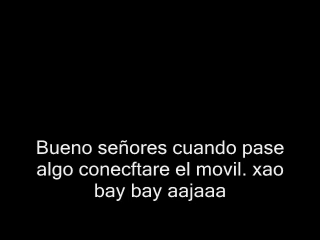 Bueno señores cuando pase
algo conecftare el movil. xao
bay bay aajaaa